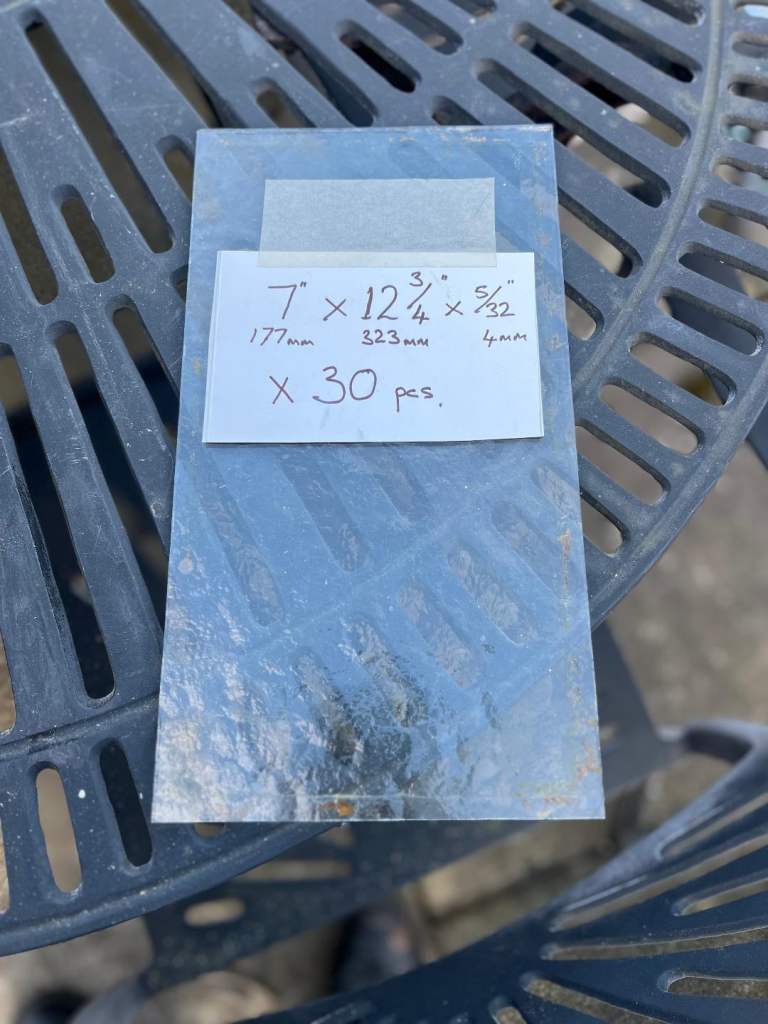 7" x 12 3/4" x 5/32"
177mm 323mm 4mm
x 30 pcs.